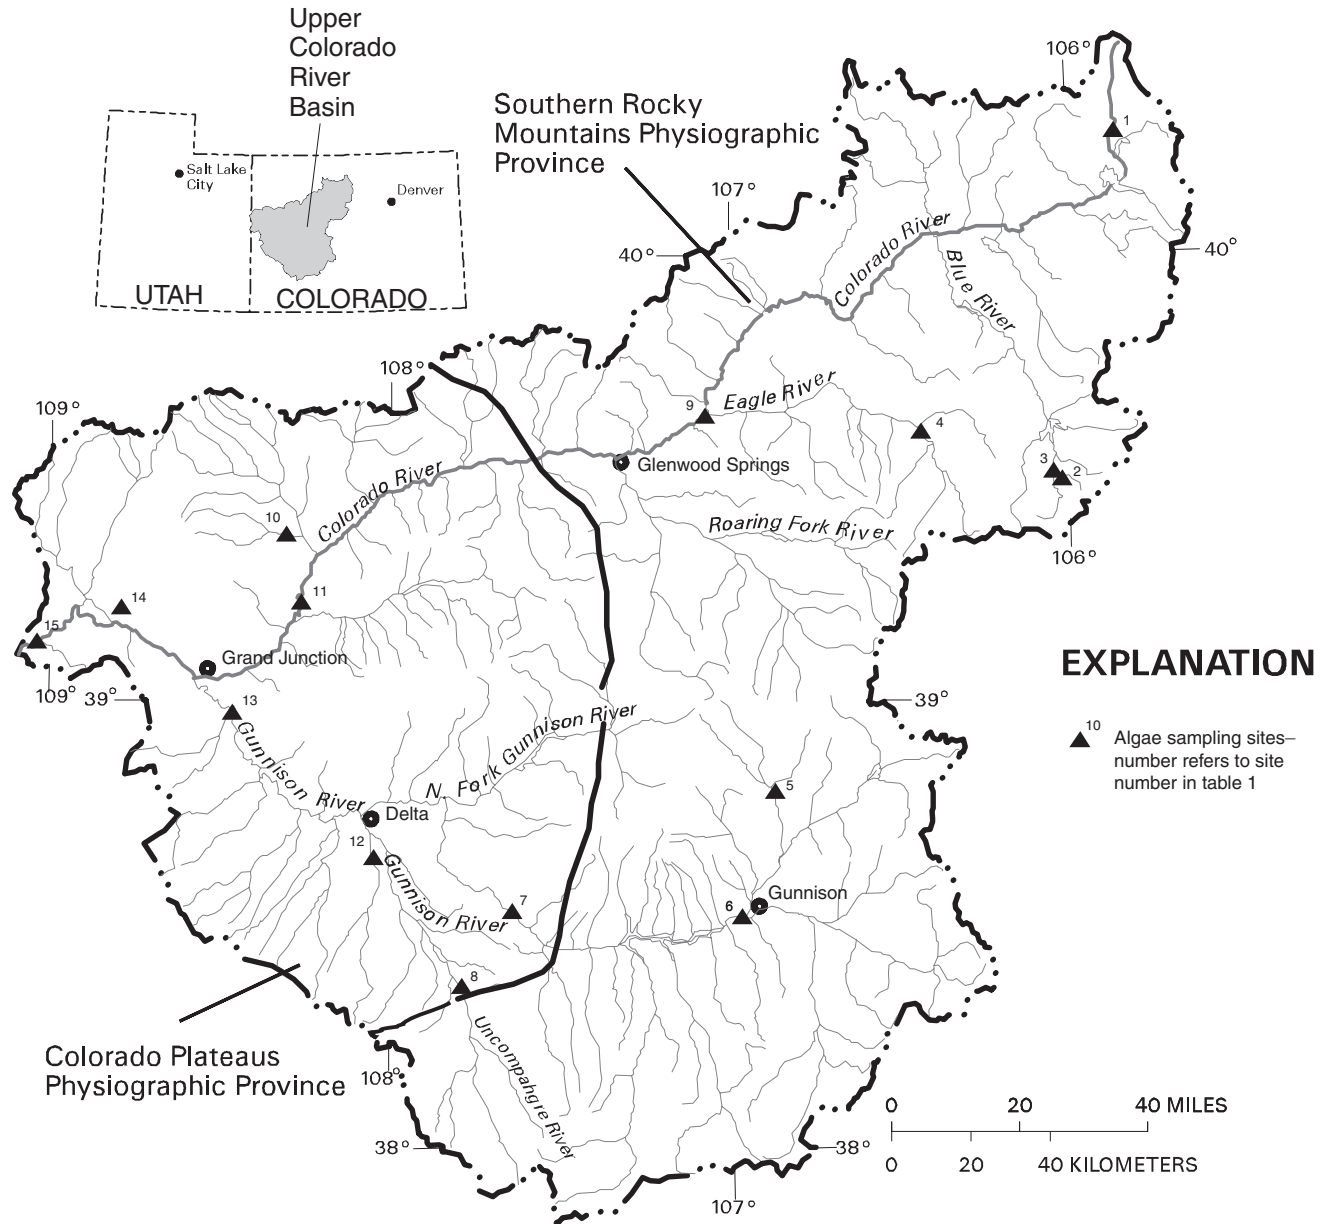 Upper
Colorado
River
Basin
Salt Lake
City
Denver
UTAH
COLORADO
Southern Rocky
Mountains Physiographic
Province
106°
1
107°
40°
40°
Colorado River
Blue River
108°
109°
Eagle River
9
4
3
2
Glenwood Springs
Colorado River
10
Roaring Fork River
106°
11
14
15
Grand Junction
109°
39°
13
39°
EXPLANATION
10
Algae sampling sites–
number refers to site
number in table 1
Gunnison River
N. Fork Gunnison River
5
Delta
12
Gunnison River
7
Gunnison
6
8
Uncompahgre River
Colorado Plateaus
Physiographic Province
108°
38°
38°
107°
0 20 40 MILES
0 20 40 KILOMETERS